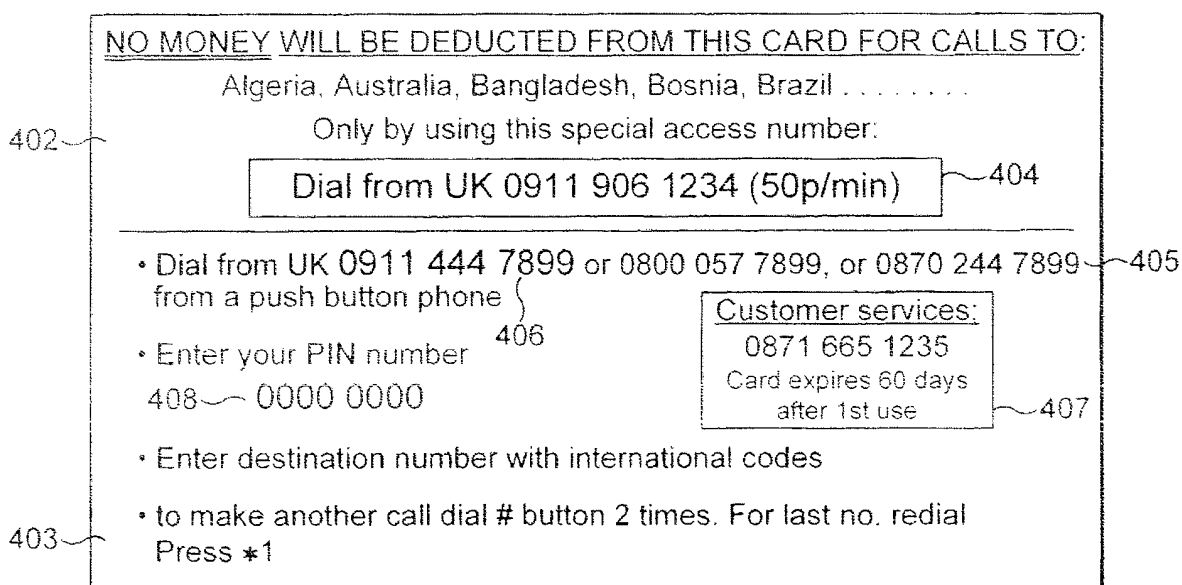 NO MONEY WILL BE DEDUCTED FROM THIS CARD FOR CALLS TO:
Algeria, Australia, Bangladesh, Bosnia, Brazil . . . . . . . .
402
Only by using this special access number:
Dial from UK 0911 906 1234 (50p/min)
404
• Dial from UK 0911 444 7899 or 0800 057 7899, or 0870 244 7899
405
from a push button phone
406
Customer services:
0871 665 1235
Card expires 60 days
after 1st use
407
• Enter your PIN number
408
0000 0000
• Enter destination number with international codes
• to make another call dial # button 2 times. For last no. redial
403
Press *1